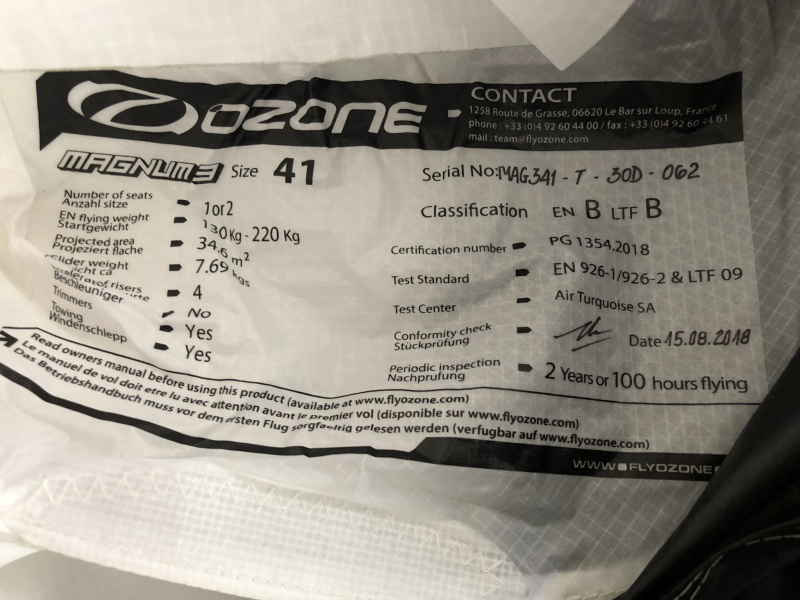 OZONE
CONTACT
1258 Route de Grasse, 06620 Le Bar sur Loup, France
phone : +33 (0)4 92 60 44 00 / fax : +33 (0)4 92 60 44 61
mail : team@flyozone.com
MAGNUM3 Size 41
Serial No: MAG341-T-30D-062
Classification EN B LTF B
Number of seats
Anzahl sitze
1 or 2
EN flying weight
Startgewicht
130 Kg - 220 Kg
Projected area
Projeziert flache
34.6 m²
Glider weight
7.69 kgs
risers
4
Beschleuniger
No
Trimmers
Yes
Towing
Windenschlepp
Yes
Certification number PG 1354.2018
Test Standard EN 926-1/926-2 & LTF 09
Test Center Air Turquoise SA
Conformity check
Stückprüfung
Date 15.08.2018
Periodic inspection
Nachprufung
2 Years or 100 hours flying
Read owners manual before using this product (available at www.flyozone.com)
Le manuel de vol doit etre lu avec attention avant le premier vol (disponible sur www.flyozone.com)
Das Betriebshandbuch muss vor dem ersten Flug sorgfaeltig gelesen werden (verfugbar auf www.flyozone.com)
WWW.FLYOZONE